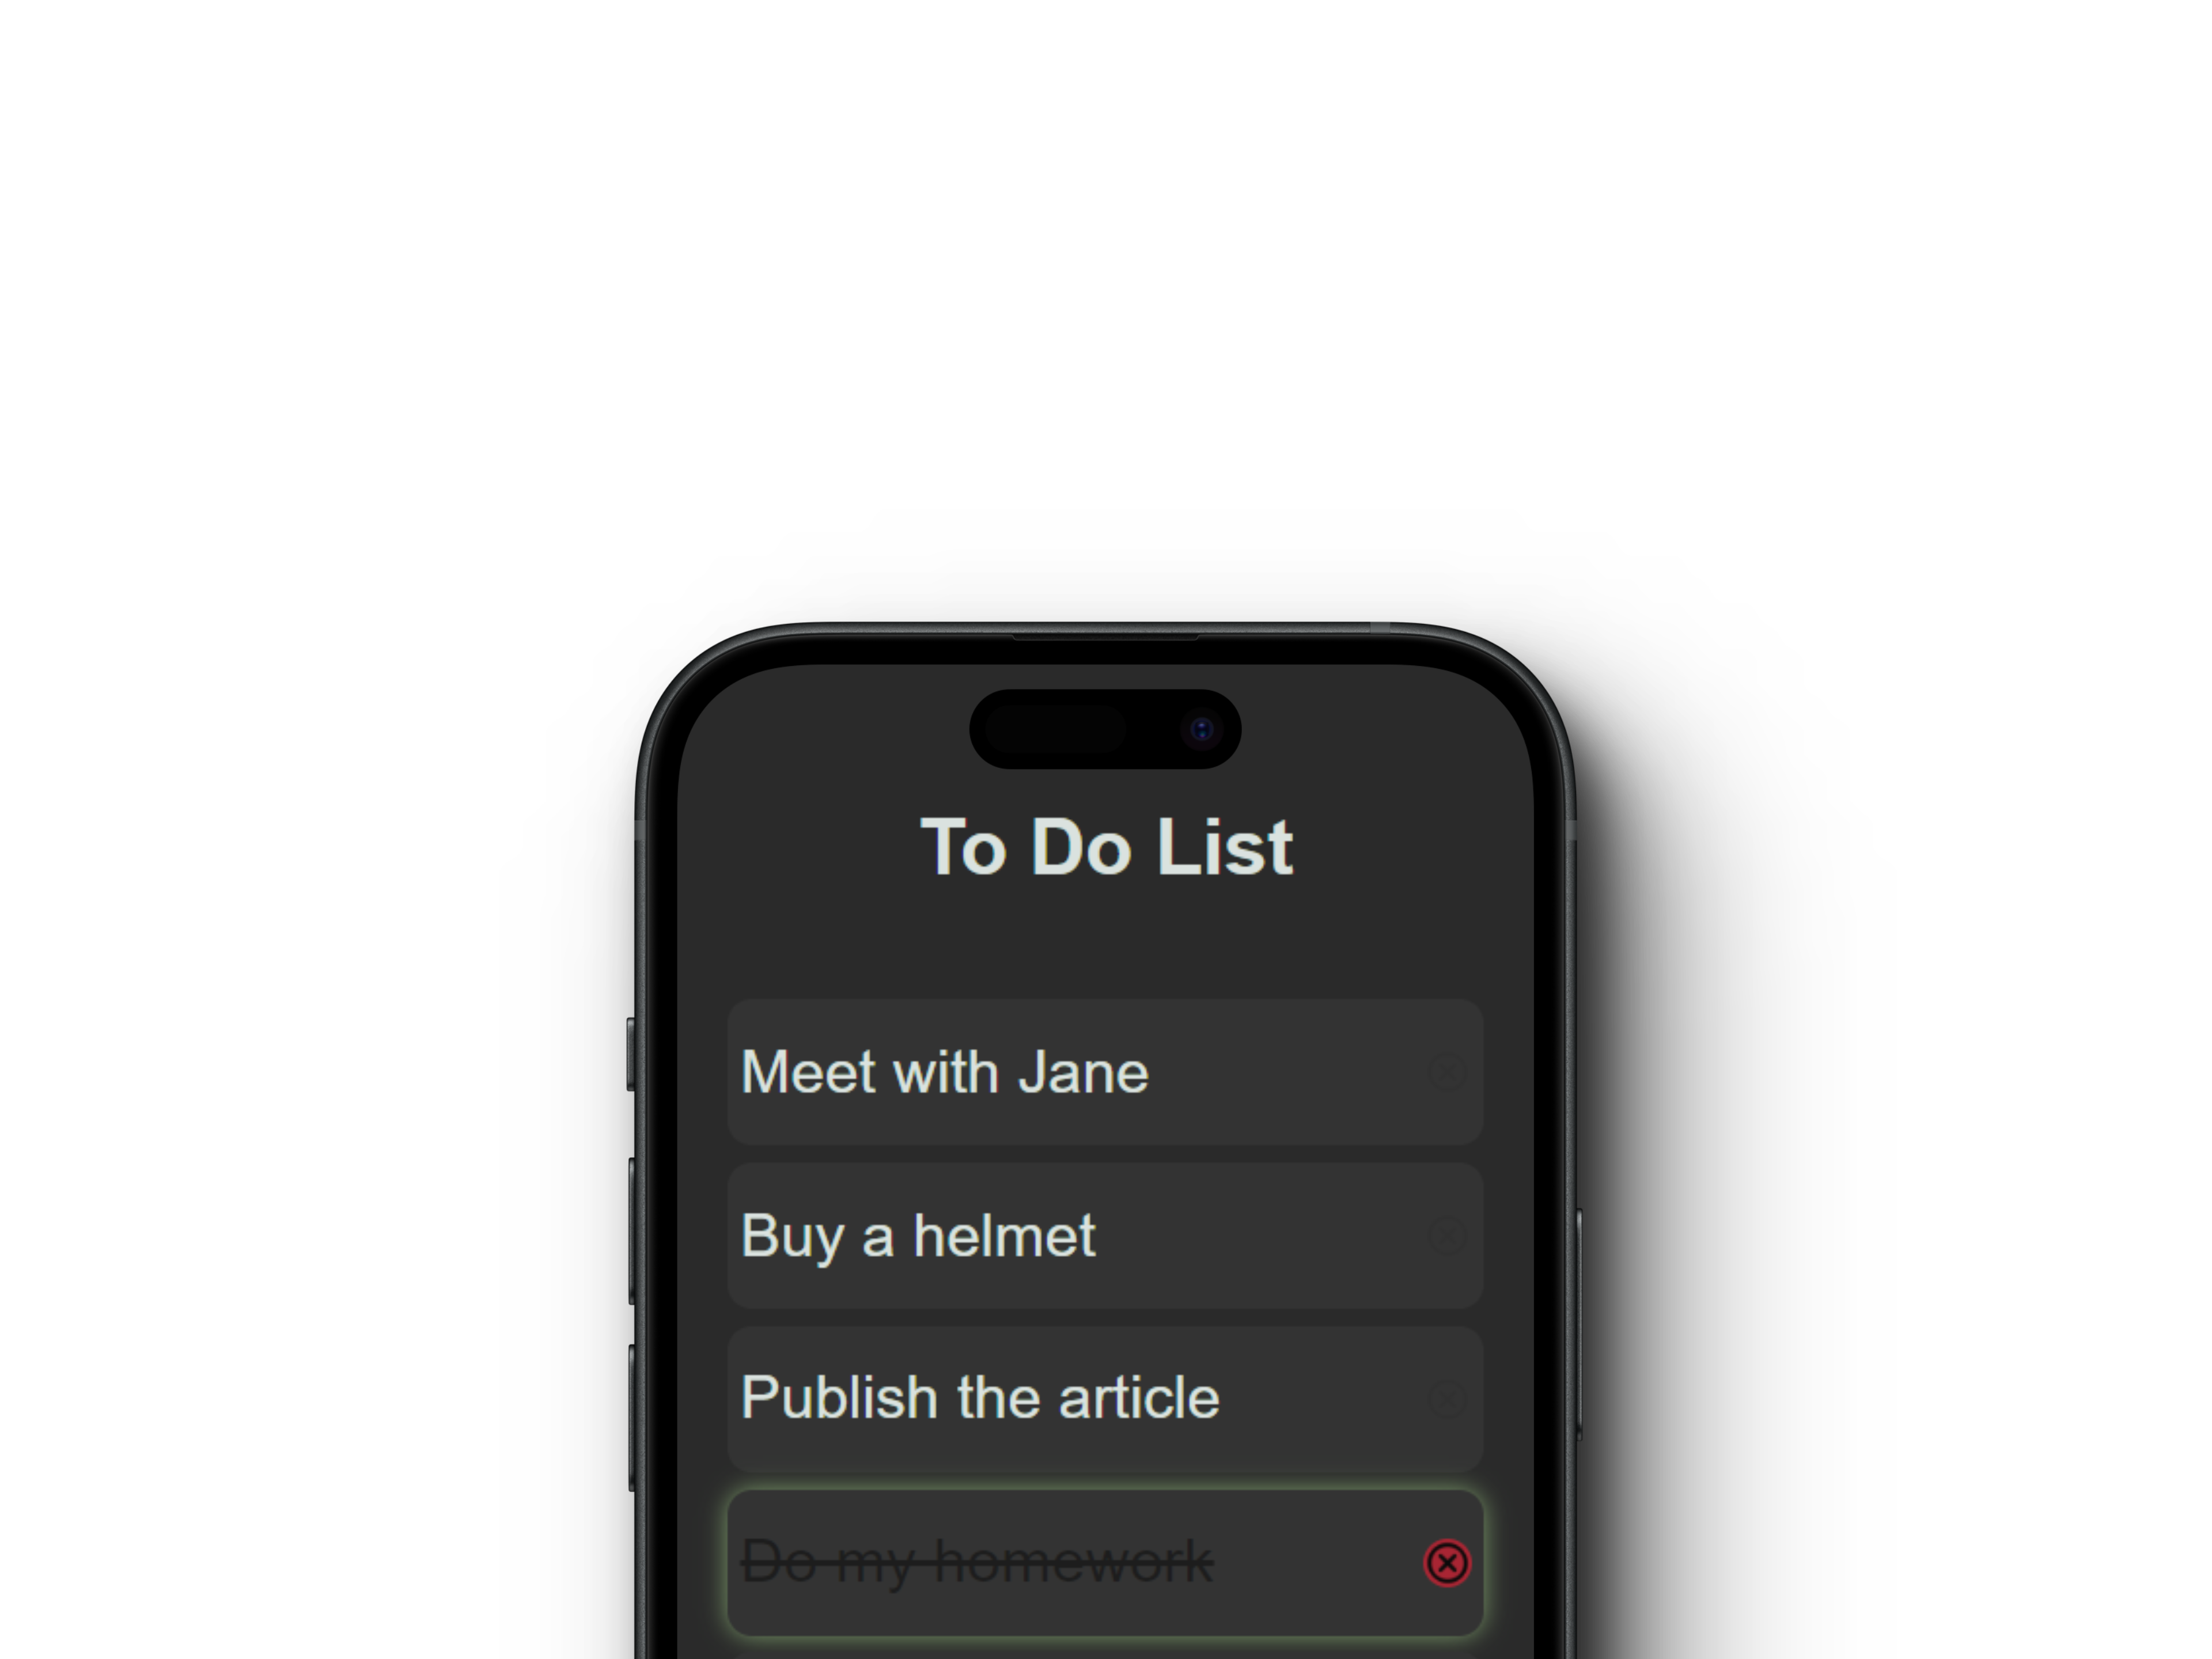 To Do List
Meet with Jane
Buy a helmet
Publish the article
Do my homework